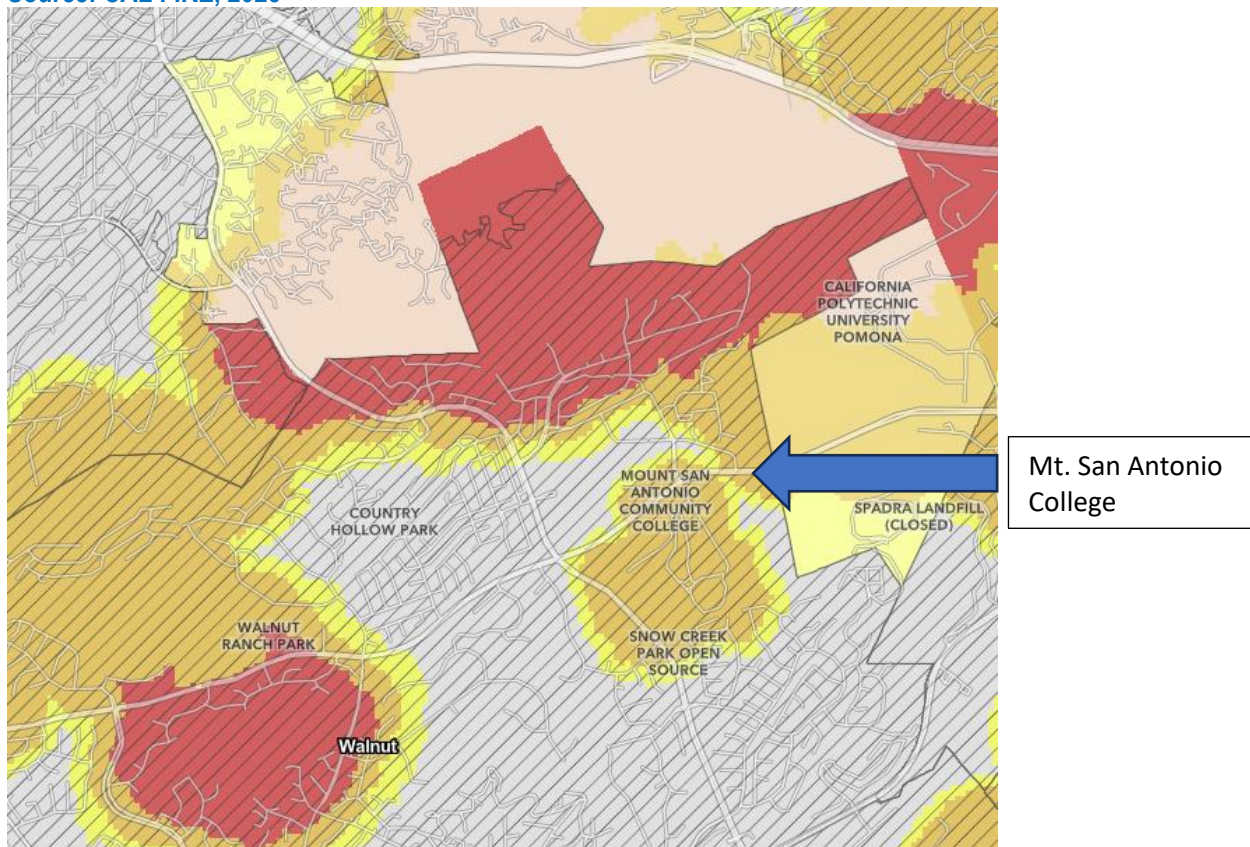 CALIFORNIA
POLYTECHNIC
UNIVERSITY
POMONA
MOUNT SAN
ANTONIO
COMMUNITY
COLLEGE
Mt. San Antonio
College
COUNTRY
HOLLOW PARK
SPADRA LANDFILL
(CLOSED)
WALNUT
RANCH PARK
SNOW CREEK
PARK OPEN
SOURCE
Walnut